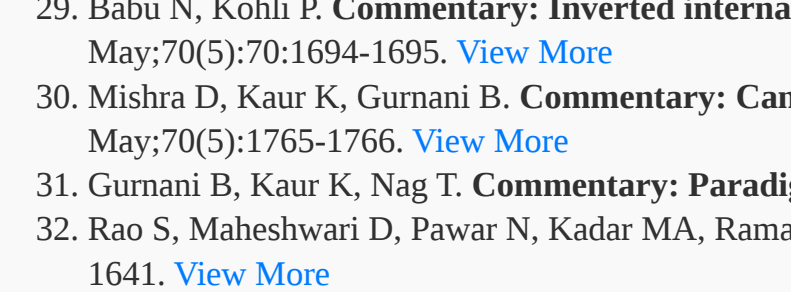 29. Babu N, Kohli P. Commentary: Inverted interna
May;70(5):70:1694-1695. View More
30. Mishra D, Kaur K, Gurnani B. Commentary: Can
May;70(5):1765-1766. View More
31. Gurnani B, Kaur K, Nag T. Commentary: Paradig
32. Rao S, Maheshwari D, Pawar N, Kadar MA, Rama
1641. View More